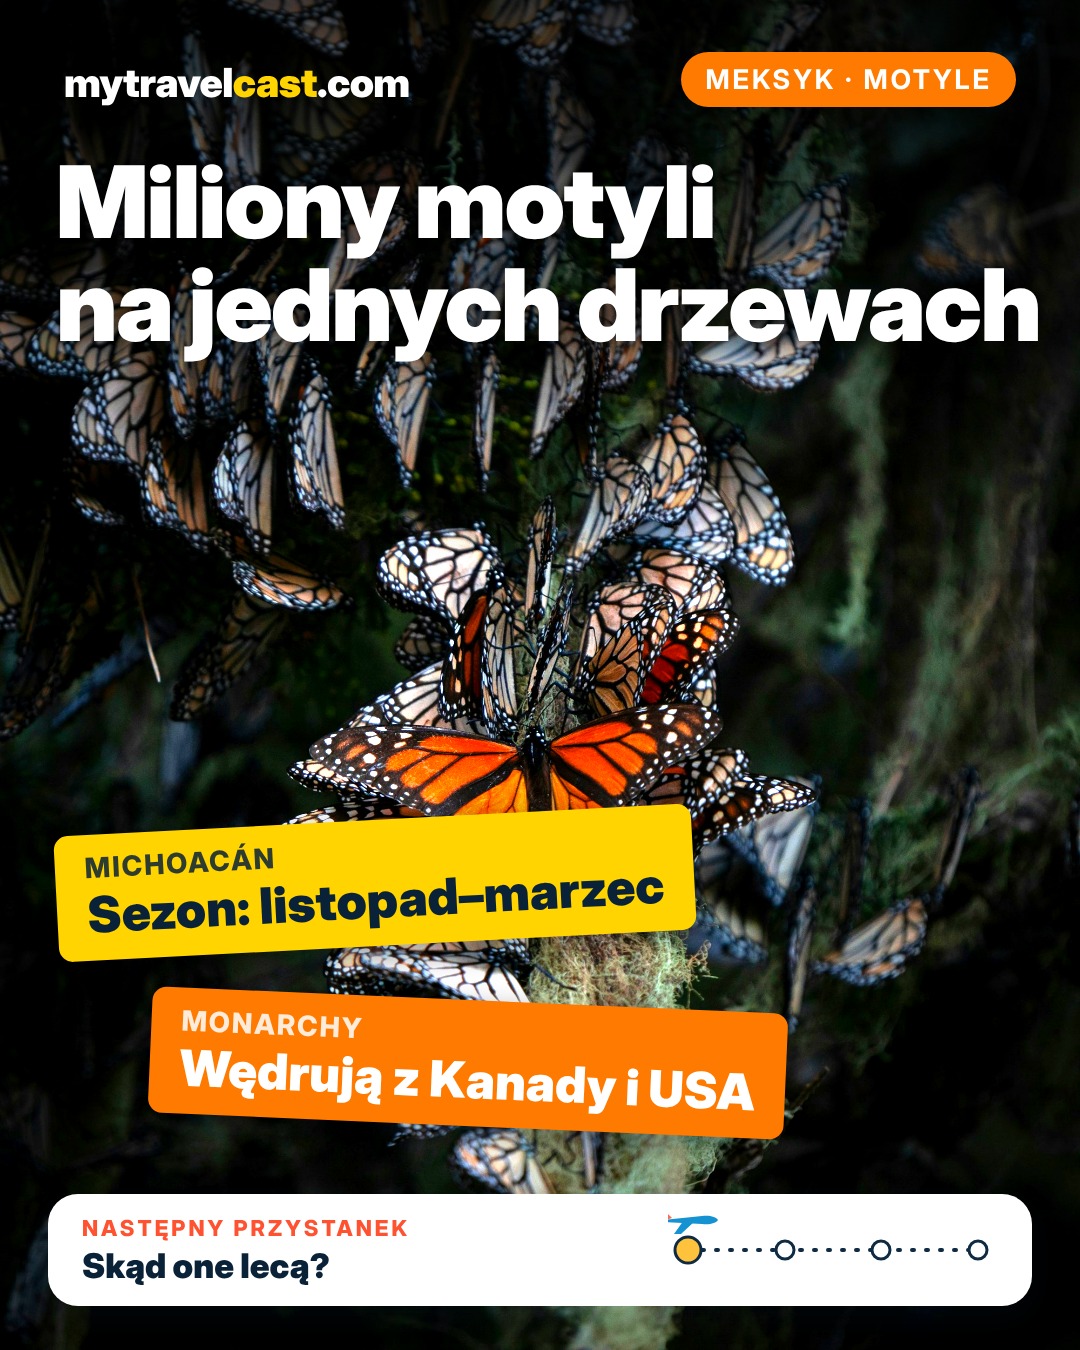 mytravelcast.com
MEKSYK · MOTYLE
Miliony motyli
na jednych drzewach
MICHOACÁN
Sezon: listopad–marzec
MONARCHY
Wędrują z Kanady i USA
NASTĘPNY PRZYSTANEK
Skąd one lecą?